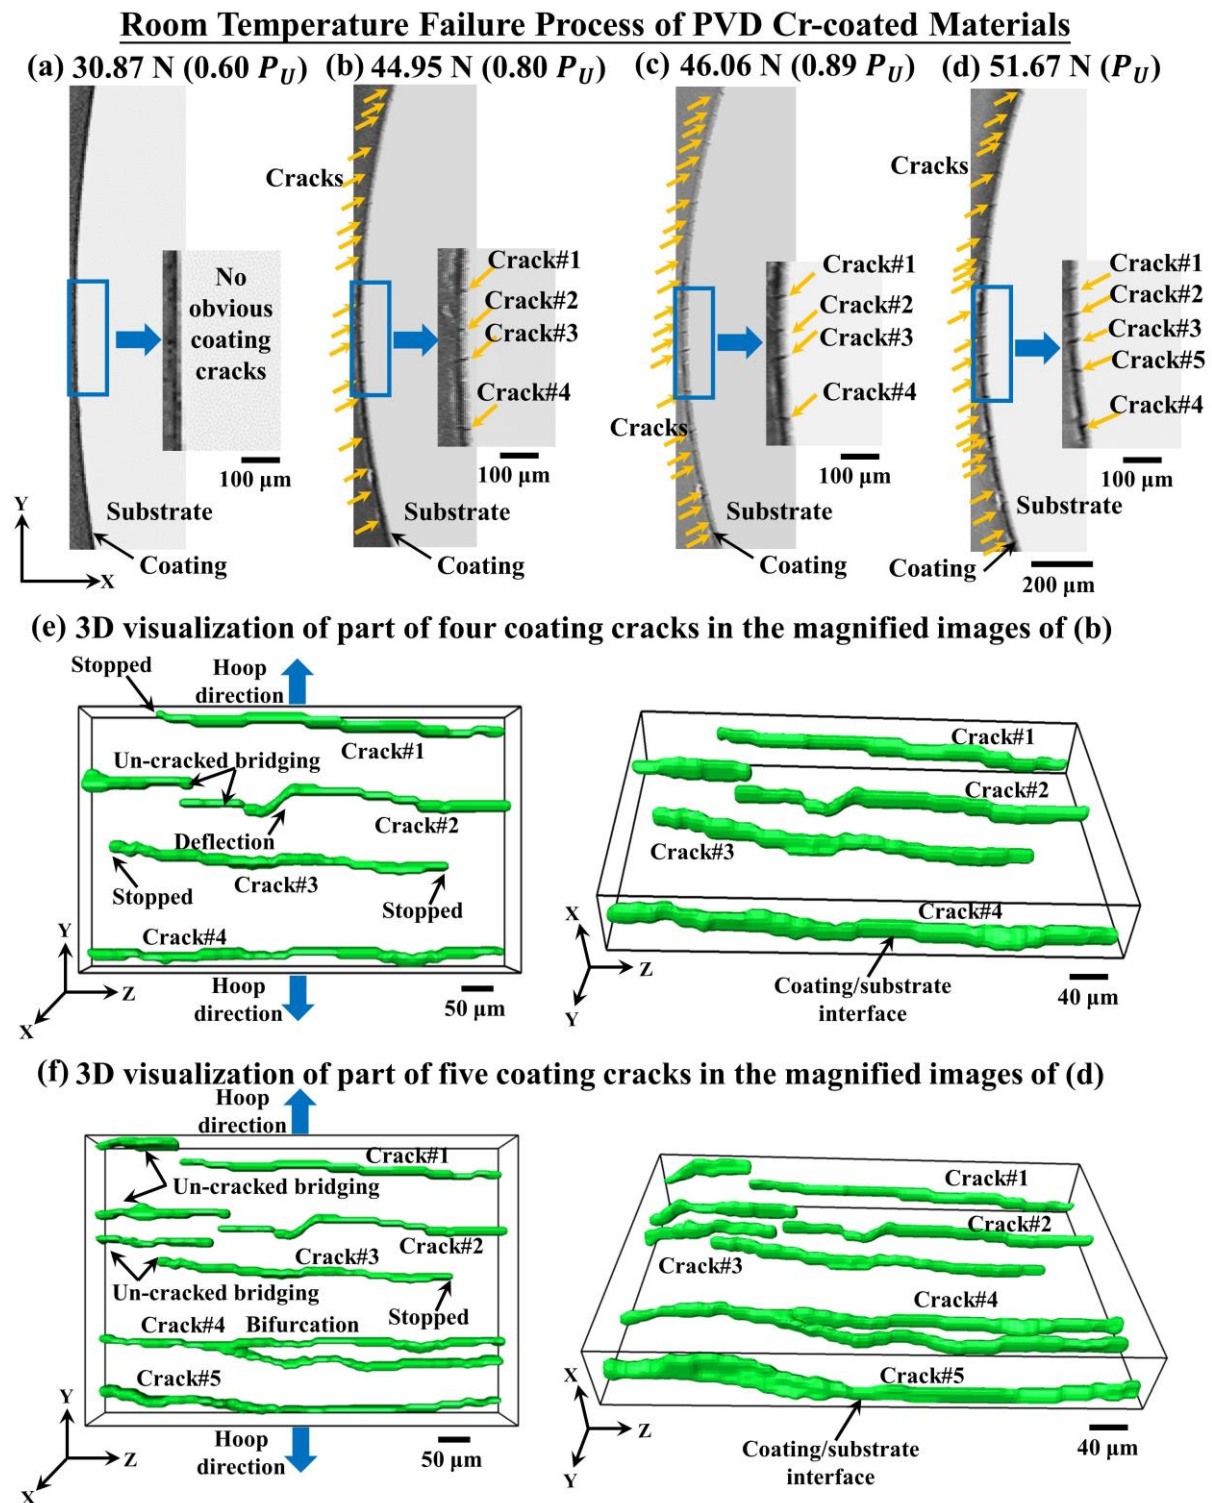 Room Temperature Failure Process of PVD Cr-coated Materials
(a) 30.87 N (0.60 P_U)
(b) 44.95 N (0.80 P_U)
(c) 46.06 N (0.89 P_U)
(d) 51.67 N (P_U)
No
obvious
coating
cracks
100 µm
Substrate
Coating
Y
X
Cracks
Crack#1
Crack#2
Crack#3
Crack#4
100 µm
Substrate
Coating
Crack#1
Crack#2
Crack#3
Crack#4
Cracks
100 µm
Substrate
Coating
Cracks
Crack#1
Crack#2
Crack#3
Crack#5
Crack#4
100 µm
Substrate
Coating
200 µm
(e) 3D visualization of part of four coating cracks in the magnified images of (b)
Stopped
Hoop
direction
Crack#1
Un-cracked bridging
Crack#2
Deflection
Crack#3
Stopped
Stopped
Crack#4
Hoop
direction
50 µm
Y
Z
X
Crack#1
Crack#2
Crack#3
Crack#4
Coating/substrate
interface
40 µm
X
Z
Y
(f) 3D visualization of part of five coating cracks in the magnified images of (d)
Hoop
direction
Crack#1
Un-cracked bridging
Crack#2
Crack#3
Un-cracked bridging
Stopped
Crack#4
Bifurcation
Crack#5
Hoop
direction
50 µm
Y
Z
X
Crack#1
Crack#2
Crack#3
Crack#4
Crack#5
Coating/substrate
interface
40 µm
X
Z
Y